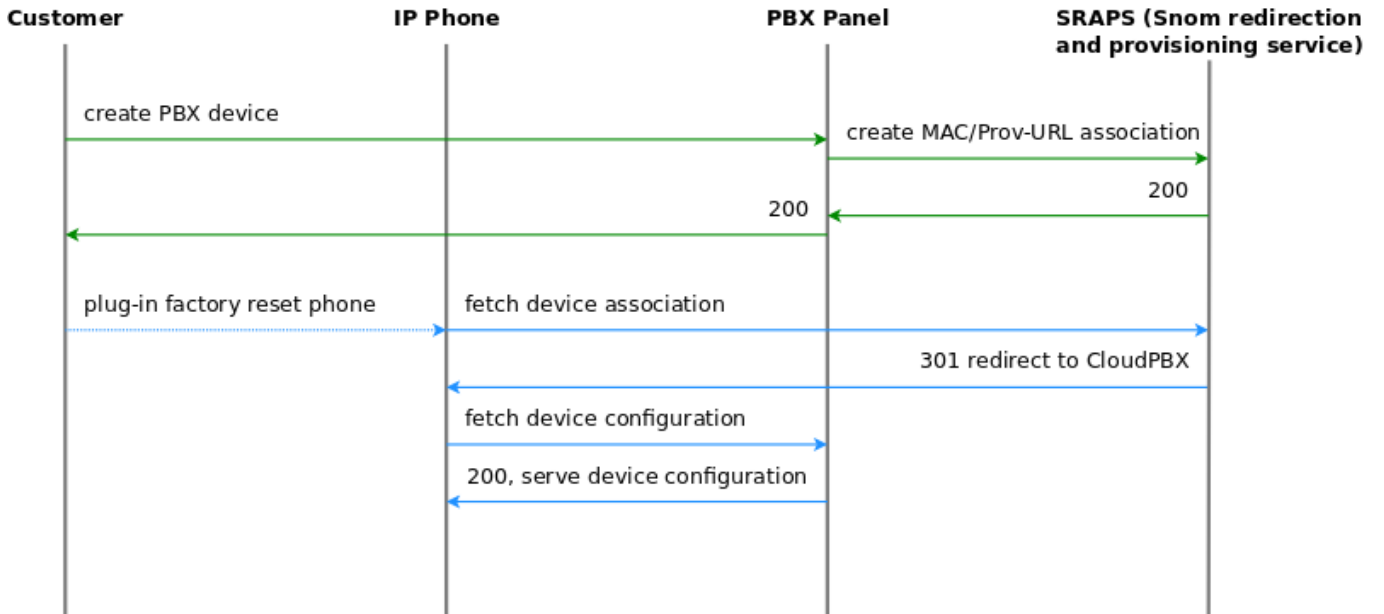 Customer
IP Phone
PBX Panel
SRAPS (Snom redirection
and provisioning service)
create PBX device
create MAC/Prov-URL association
200
200
plug-in factory reset phone
fetch device association
301 redirect to CloudPBX
fetch device configuration
200, serve device configuration